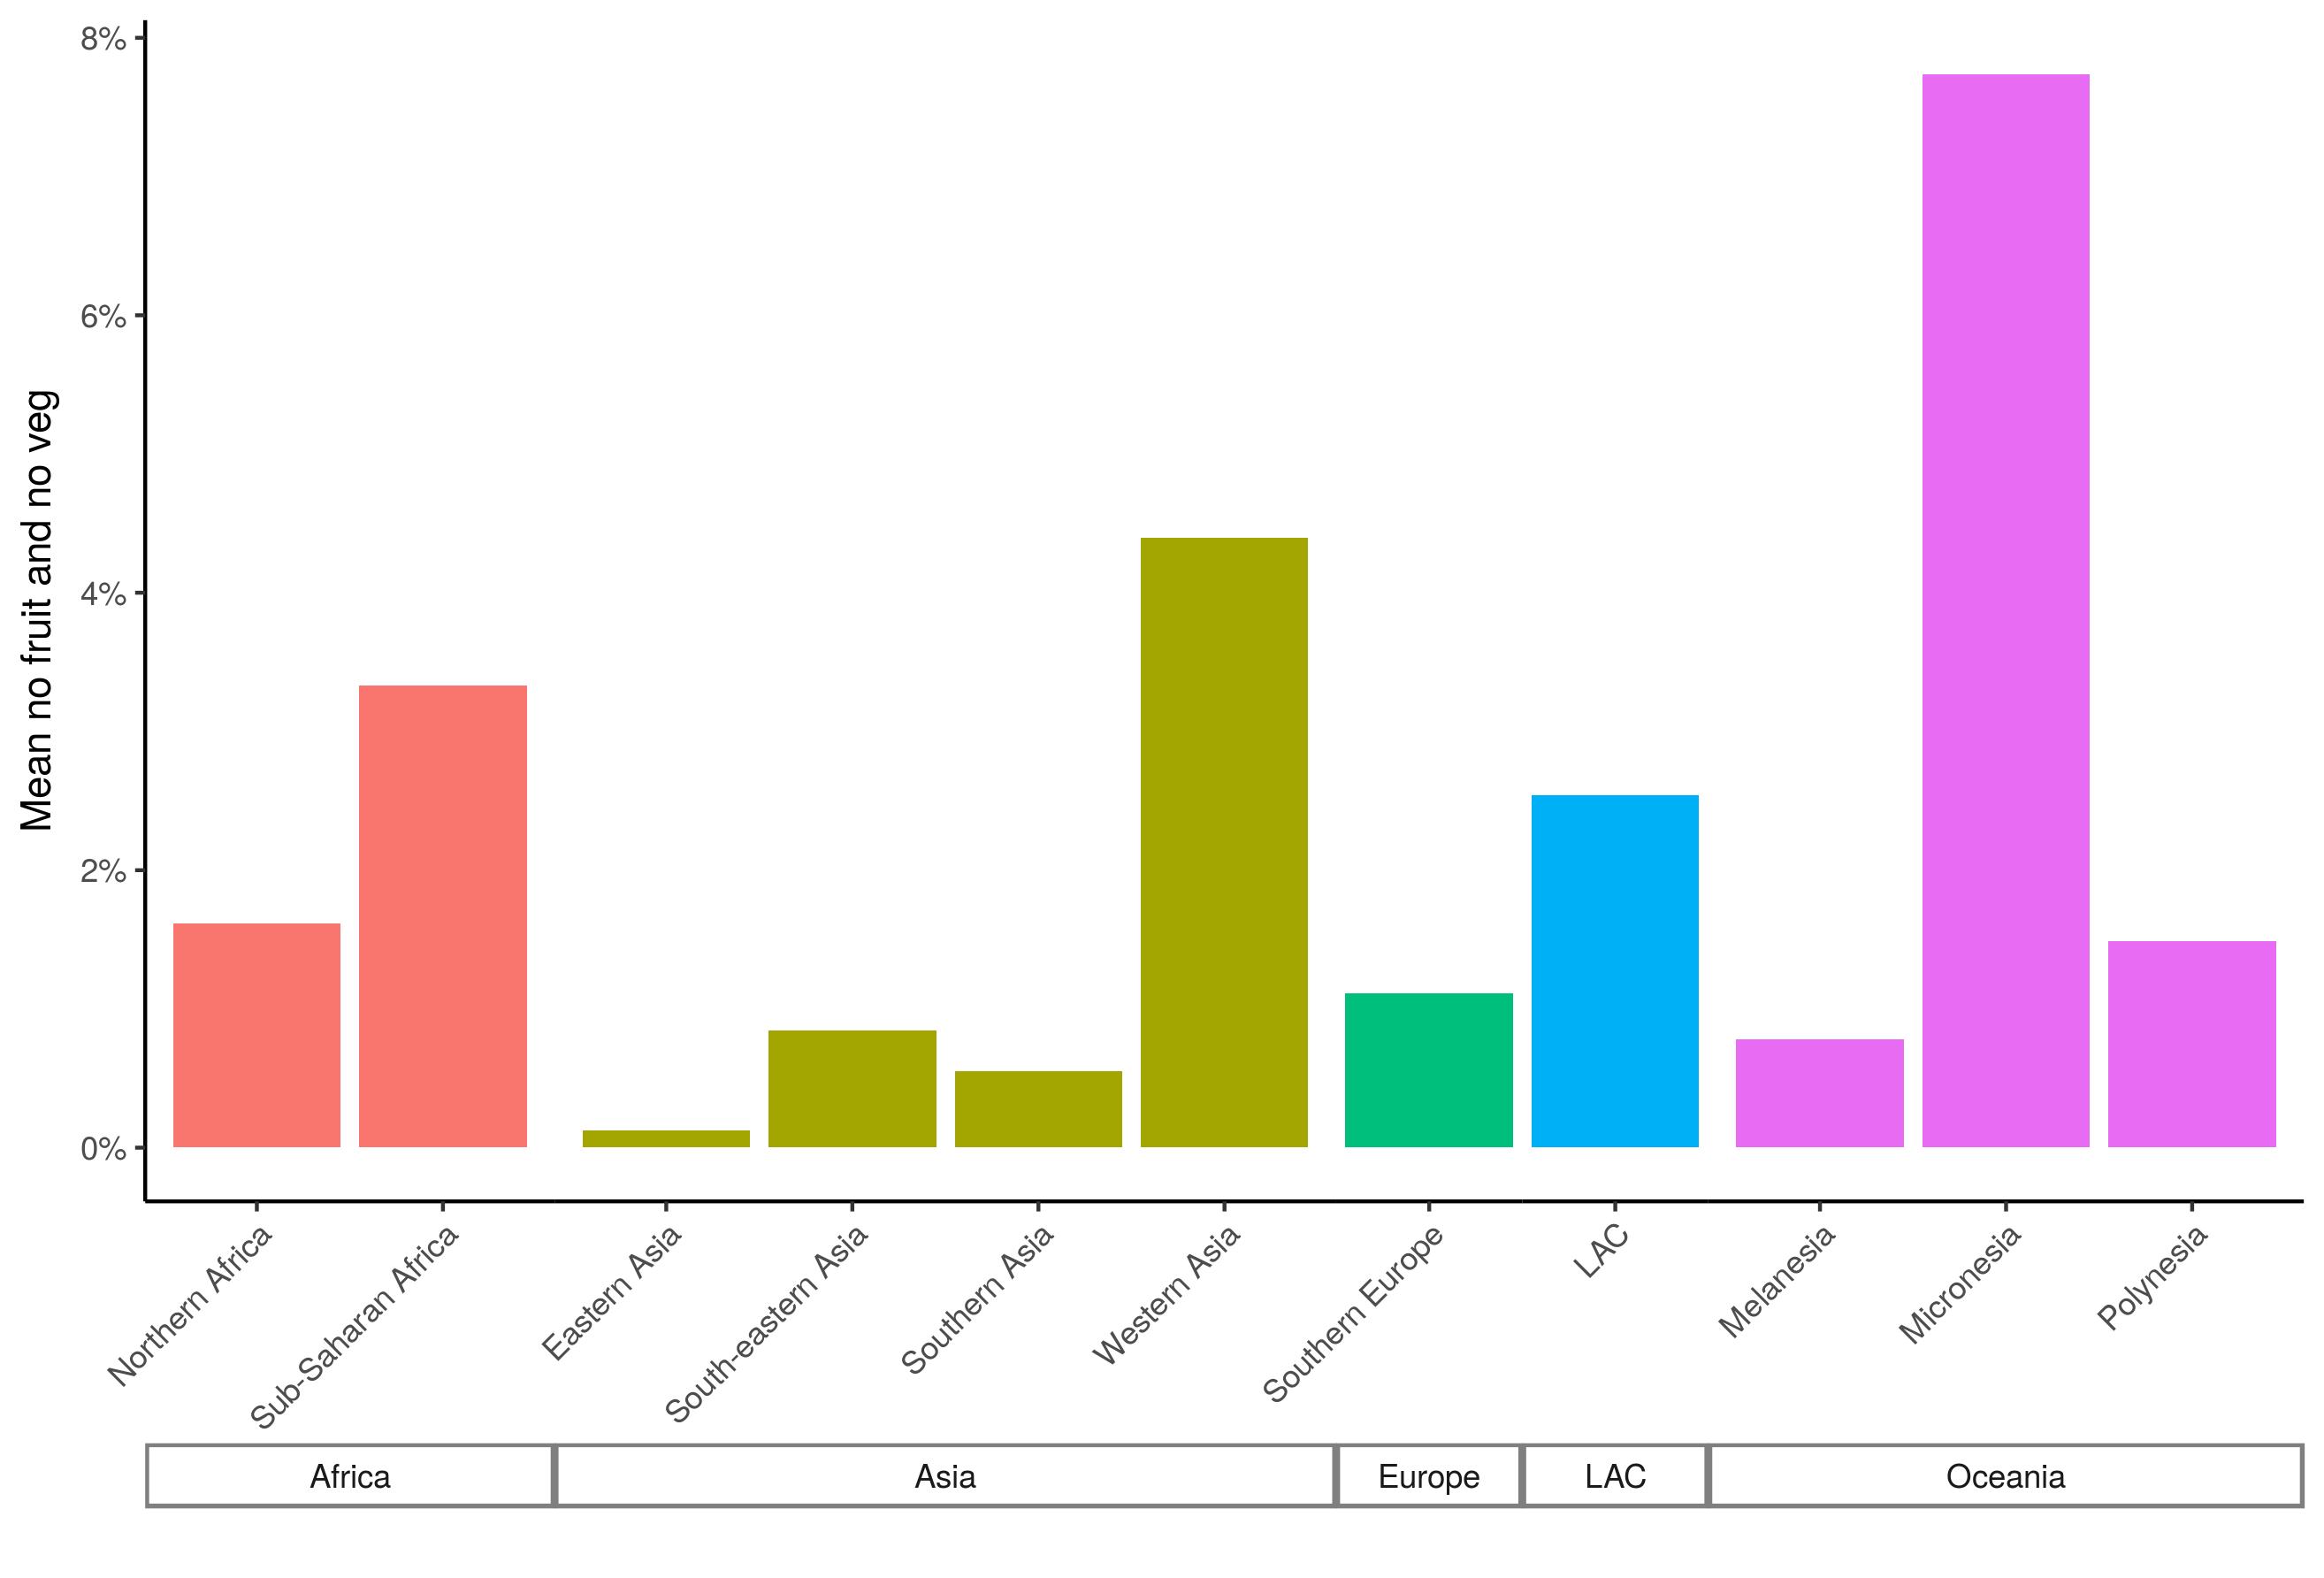 Mean no fruit and no veg
8%
6%
4%
2%
0%
Northern Africa
Sub-Saharan Africa
Eastern Asia
South-eastern Asia
Southern Asia
Western Asia
Southern Europe
LAC
Melanesia
Micronesia
Polynesia
Africa
Asia
Europe
LAC
Oceania